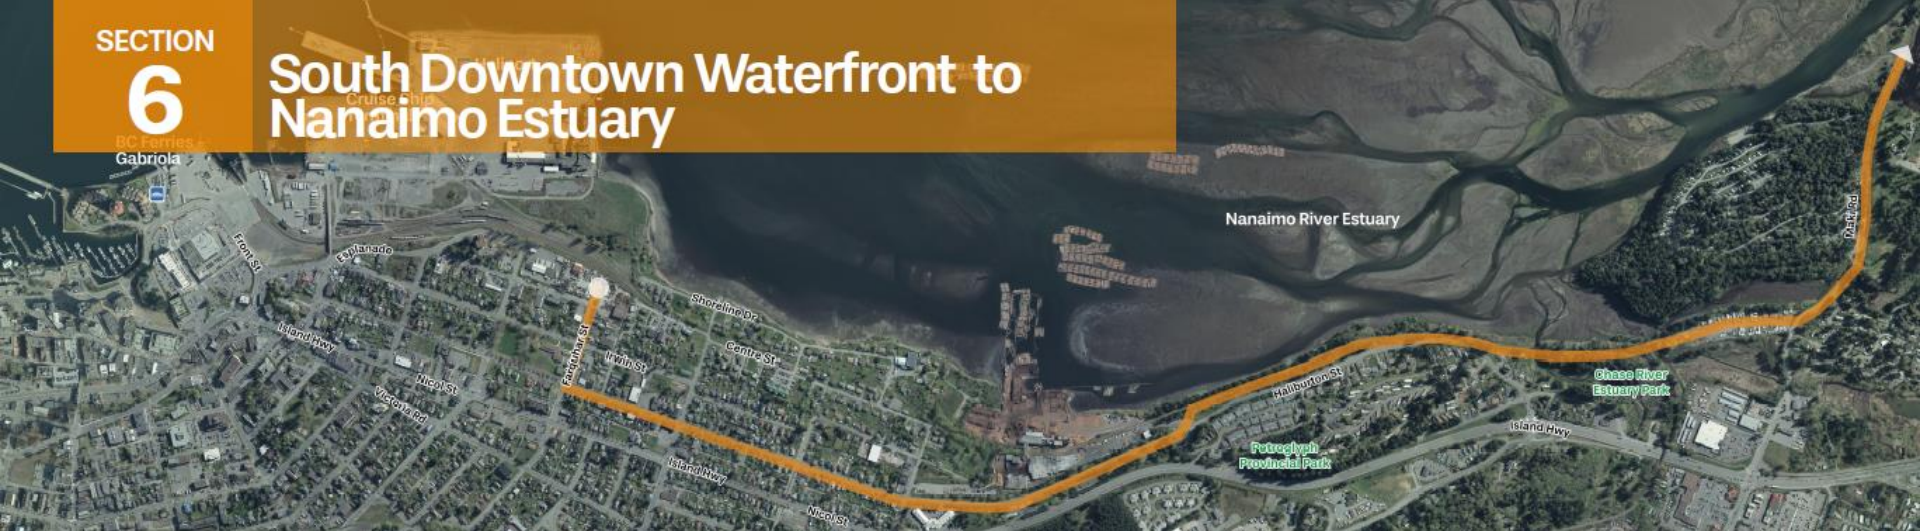 SECTION
6
South Downtown Waterfront to
Nanaimo Estuary
Heliport
Cruise Ship
BC Ferries -
Gabriola
Nanaimo River Estuary
Maki Rd
Front St
Esplanade
Shoreline Dr
Island Hwy
Farquhar St
Irwin St
Centre St
Nicol St
Victoria Rd
Haliburton St
Chase River
Estuary Park
Island Hwy
Petroglyph
Provincial Park
Island Hwy
Nicol St